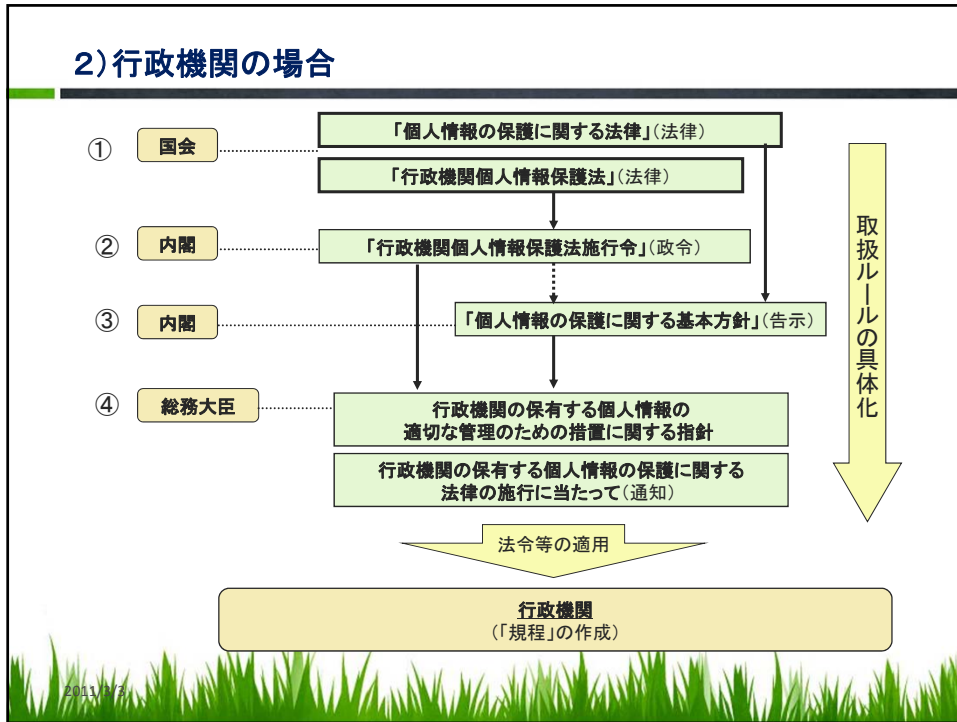 2）行政機関の場合
①
国会
「個人情報の保護に関する法律」（法律）
「行政機関個人情報保護法」（法律）
②
内閣
「行政機関個人情報保護法施行令」（政令）
③
内閣
「個人情報の保護に関する基本方針」（告示）
④
総務大臣
行政機関の保有する個人情報の
適切な管理のための措置に関する指針
行政機関の保有する個人情報の保護に関する
法律の施行に当たって（通知）
取扱ルールの具体化
法令等の適用
行政機関
（「規程」の作成）
2011/3/3